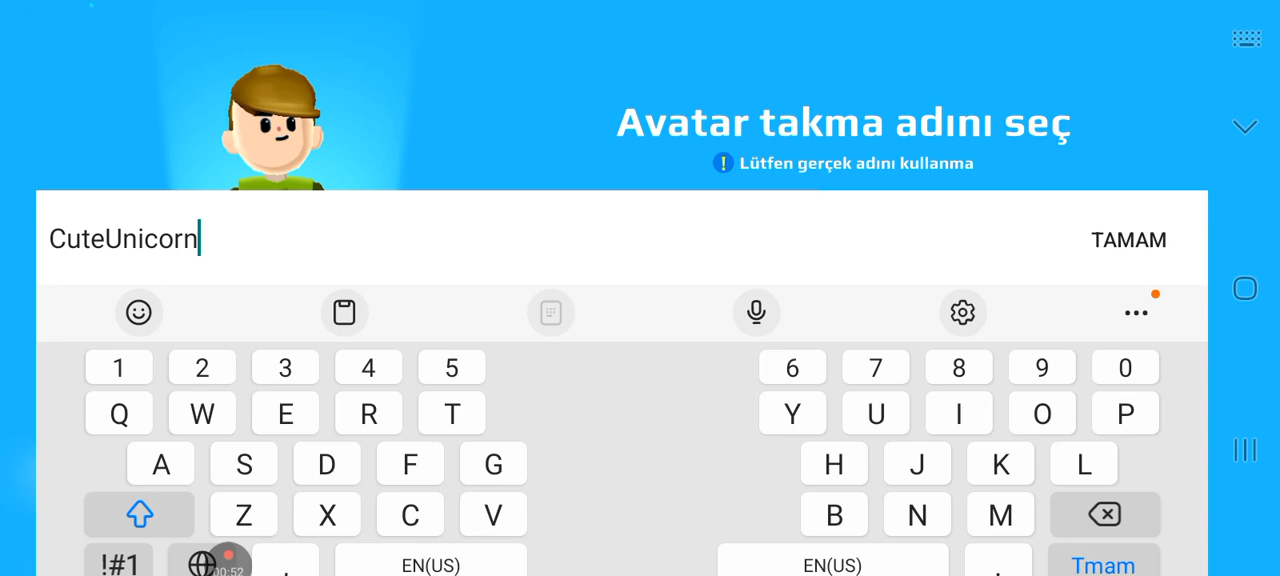 Avatar takma adını seç
! Lütfen gerçek adını kullanma
CuteUnicorn
TAMAM
1 2 3 4 5 6 7 8 9 0
Q W E R T Y U I O P
A S D F G H J K L
Z X C V B N M
!#1 00:52 , EN(US) EN(US) . Tmam